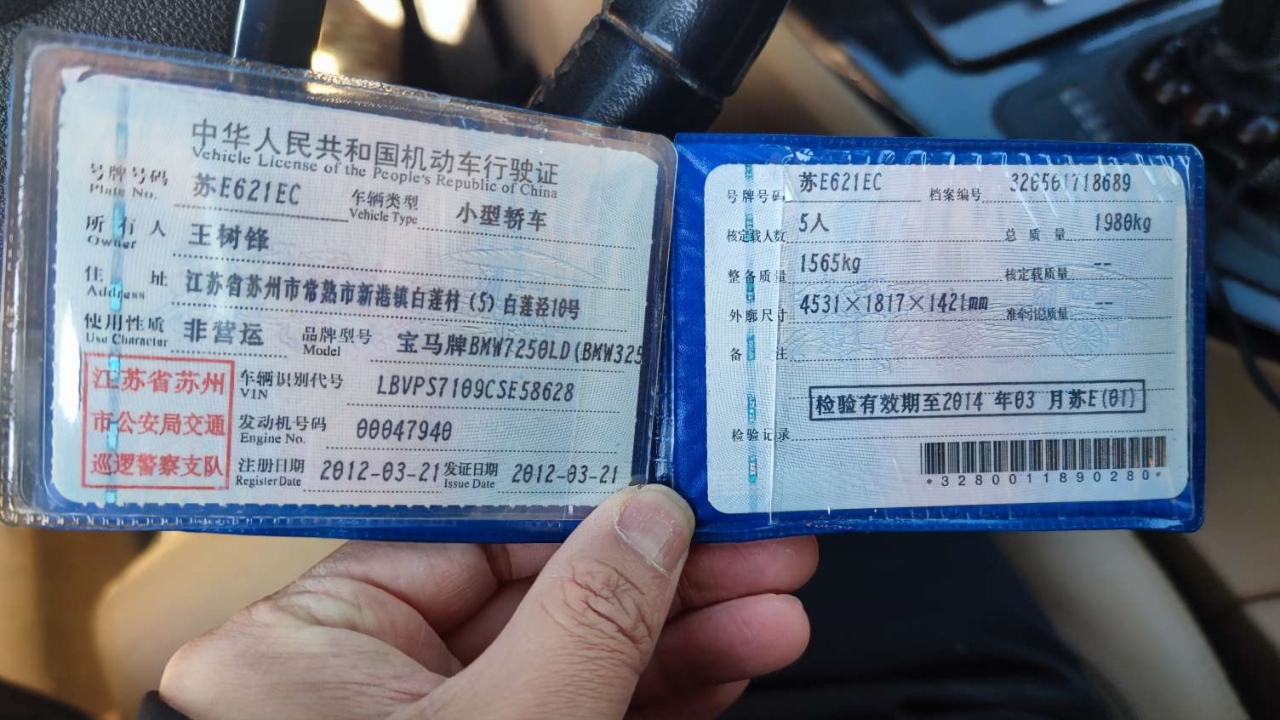 中华人民共和国机动车行驶证
Vehicle License of the People's Republic of China
号牌号码 苏E621EC 车辆类型 小型轿车
Plate No. Vehicle Type
所有人 王树锋
Owner
住址 江苏省苏州市常熟市新港镇白莲村(5)白莲泾10号
Address
使用性质 非营运 品牌型号 宝马牌BMW7250LD(BMW325
Use Character Model
江苏省苏州
市公安局交通
巡逻警察支队
车辆识别代号 LBVPS7109CSE58628
VIN
发动机号码 00047940
Engine No.
注册日期 2012-03-21 发证日期 2012-03-21
Register Date Issue Date
号牌号码 苏E621EC 档案编号 320501718689
核定载人数 5人 总质量 1980kg
整备质量 1565kg 核定载质量 --
外廓尺寸 4531×1817×1421mm 准牵引总质量 --
备注
检验有效期至2014 年03 月苏E(01)
检验记录
*3280011890280*